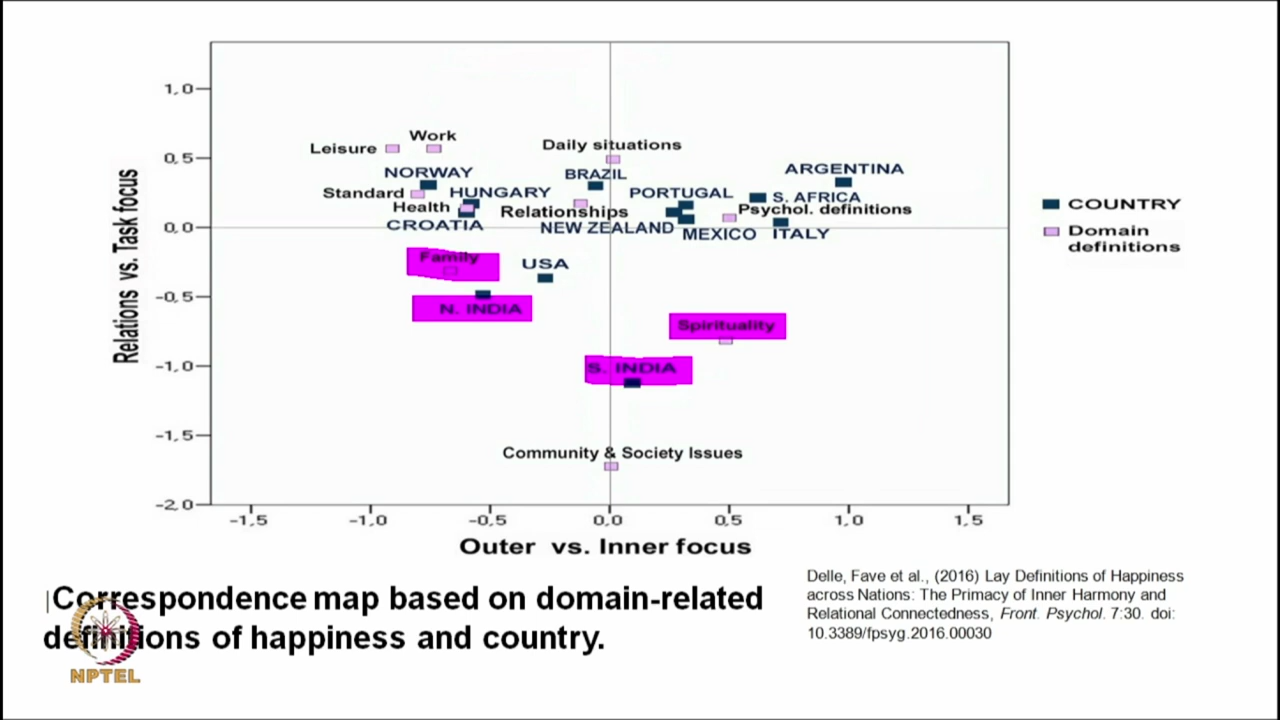 1,0
Work
Leisure
Daily situations
0,5
ARGENTINA
NORWAY
BRAZIL
Standard
HUNGARY
PORTUGAL
S. AFRICA
COUNTRY
Health
Relationships
Psychol. definitions
0,0
CROATIA
NEW ZEALAND
MEXICO
ITALY
Domain
definitions
Relations vs. Task focus
Family
USA
-0,5
N. INDIA
Spirituality
-1,0
S. INDIA
-1,5
Community & Society Issues
-2,0
-1,5 -1,0 -0,5 0,0 0,5 1,0 1,5
Outer vs. Inner focus
Correspondence map based on domain-related
definitions of happiness and country.
Delle, Fave et al., (2016) Lay Definitions of Happiness
across Nations: The Primacy of Inner Harmony and
Relational Connectedness, Front. Psychol. 7:30. doi:
10.3389/fpsyg.2016.00030
NPTEL